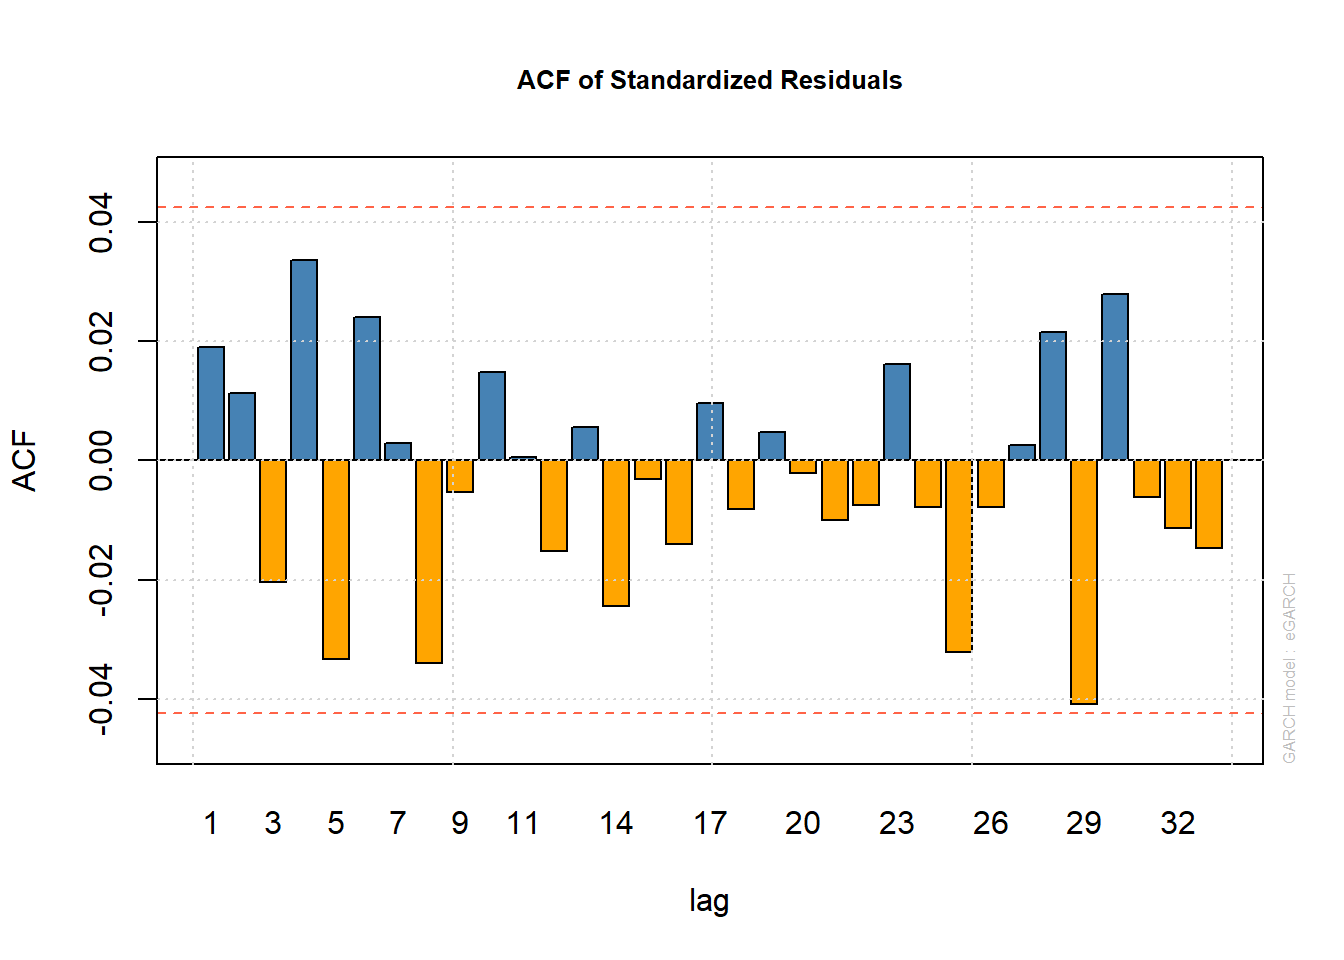 ACF of Standardized Residuals
ACF
0.04
0.02
0.00
-0.02
-0.04
1 3 5 7 9 11 14 17 20 23 26 29 32
lag
GARCH model : eGARCH